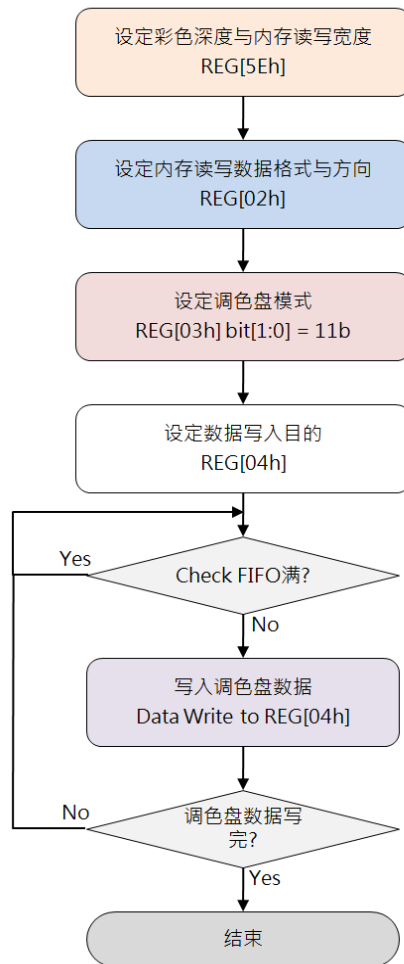 设定彩色深度与内存读写宽度
REG[5Eh]
设定内存读写数据格式与方向
REG[02h]
设定调色盘模式
REG[03h] bit[1:0] = 11b
设定数据写入目的
REG[04h]
Yes
Check FIFO满?
No
写入调色盘数据
Data Write to REG[04h]
No
调色盘数据写
完?
Yes
结束